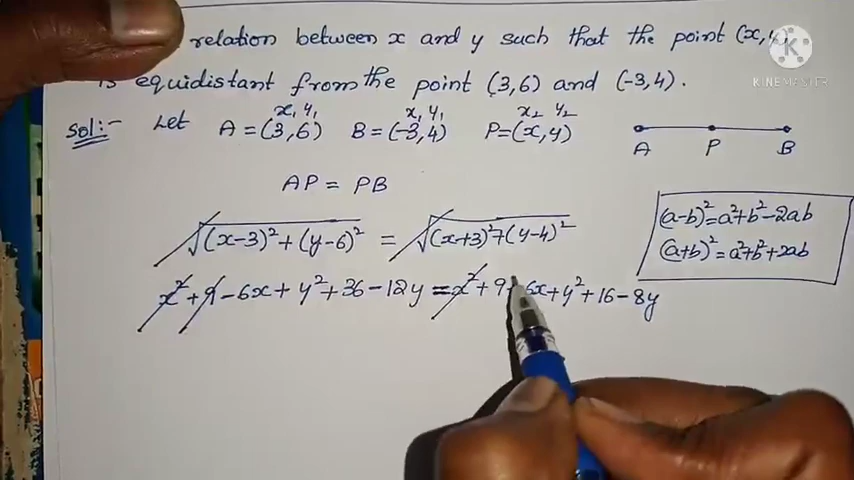 relation between x and y such that the point (x,y
is equidistant from the point (3,6) and (-3,4).
Sol:- Let A=(3,6) B=(-3,4) P=(x,y)
x₁ y₁ x₁ y₁ x₂ y₂
A P B
AP = PB
√(x-3)²+(y-6)² = √(x+3)²+(y-4)²
(a-b)²=a²+b²-2ab
(a+b)²=a²+b²+2ab
x²+9-6x+y²+36-12y=x²+9+6x+y²+16-8y
K
KINEMASTER